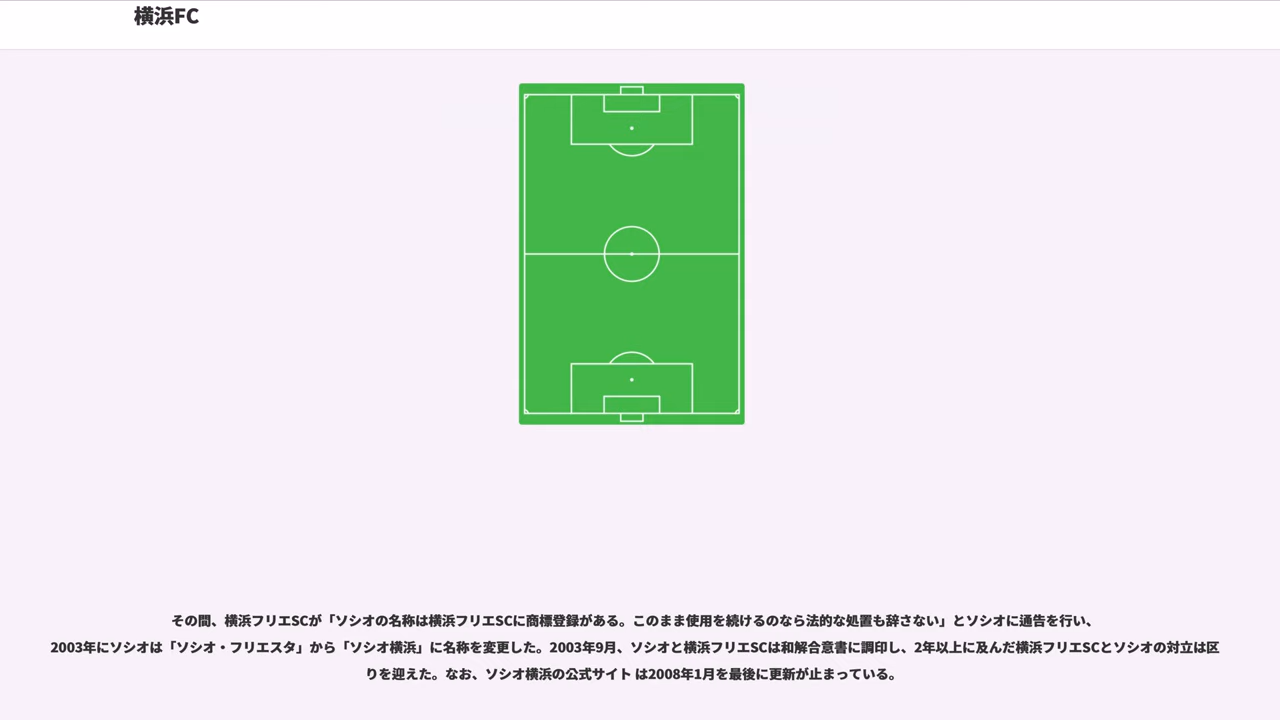 横浜FC
その間、横浜フリエSCが「ソシオの名称は横浜フリエSCに商標登録がある。このまま使用を続けるのなら法的な処置も辞さない」とソシオに通告を行い、
2003年にソシオは「ソシオ・フリエスタ」から「ソシオ横浜」に名称を変更した。2003年9月、ソシオと横浜フリエSCは和解合意書に調印し、2年以上に及んだ横浜フリエSCとソシオの対立は区
りを迎えた。なお、ソシオ横浜の公式サイト は2008年1月を最後に更新が止まっている。